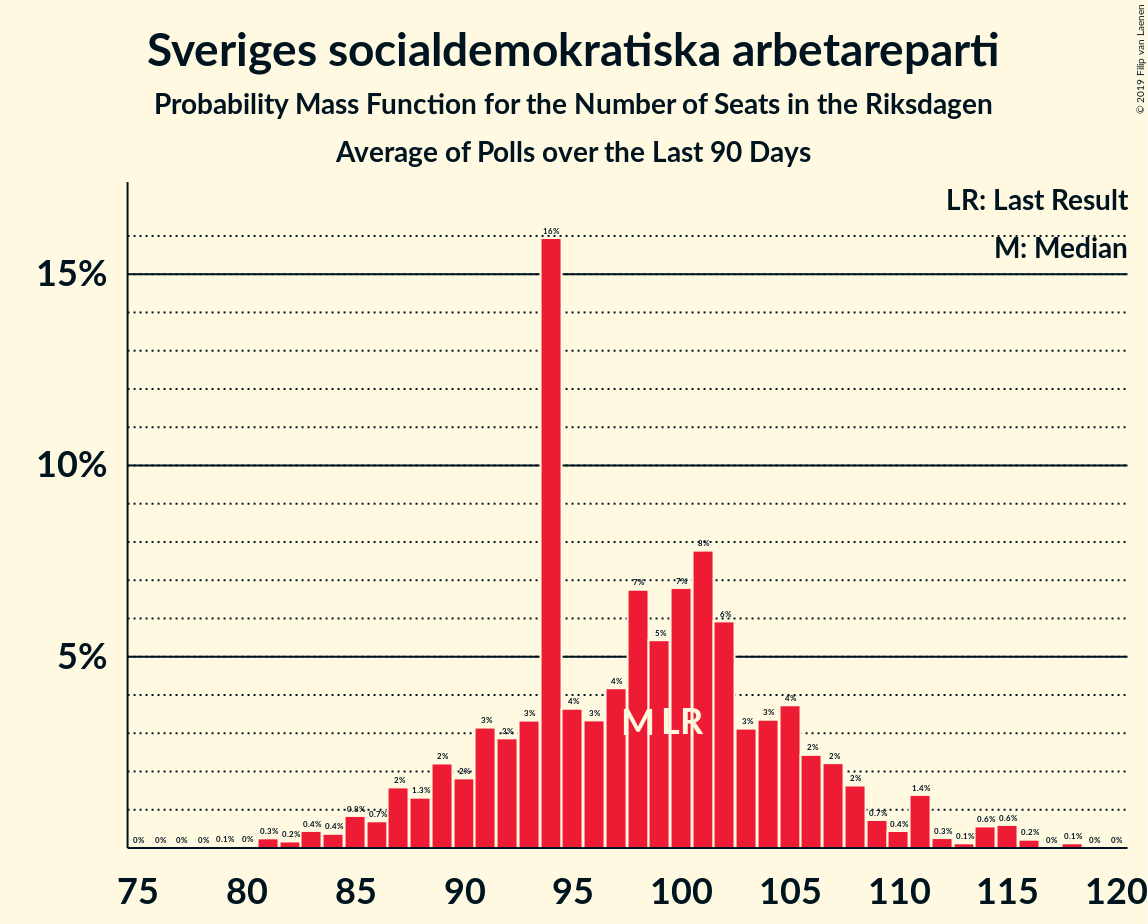 Sveriges socialdemokratiska arbetareparti
Probability Mass Function for the Number of Seats in the Riksdagen
Average of Polls over the Last 90 Days
© 2019 Filip van Laenen
LR: Last Result
M: Median
15%
10%
5%
0% 0% 0% 0% 0.1% 0% 0.3% 0.2% 0.4% 0.4% 0.8% 0.7% 2% 1.3% 2% 2% 3% 3% 3% 16% 4% 3% 4% 7% 5% 7% 8% 6% 3% 3% 4% 2% 2% 2% 0.7% 0.4% 1.4% 0.3% 0.1% 0.6% 0.6% 0.2% 0% 0.1% 0% 0%
M LR
75 80 85 90 95 100 105 110 115 120